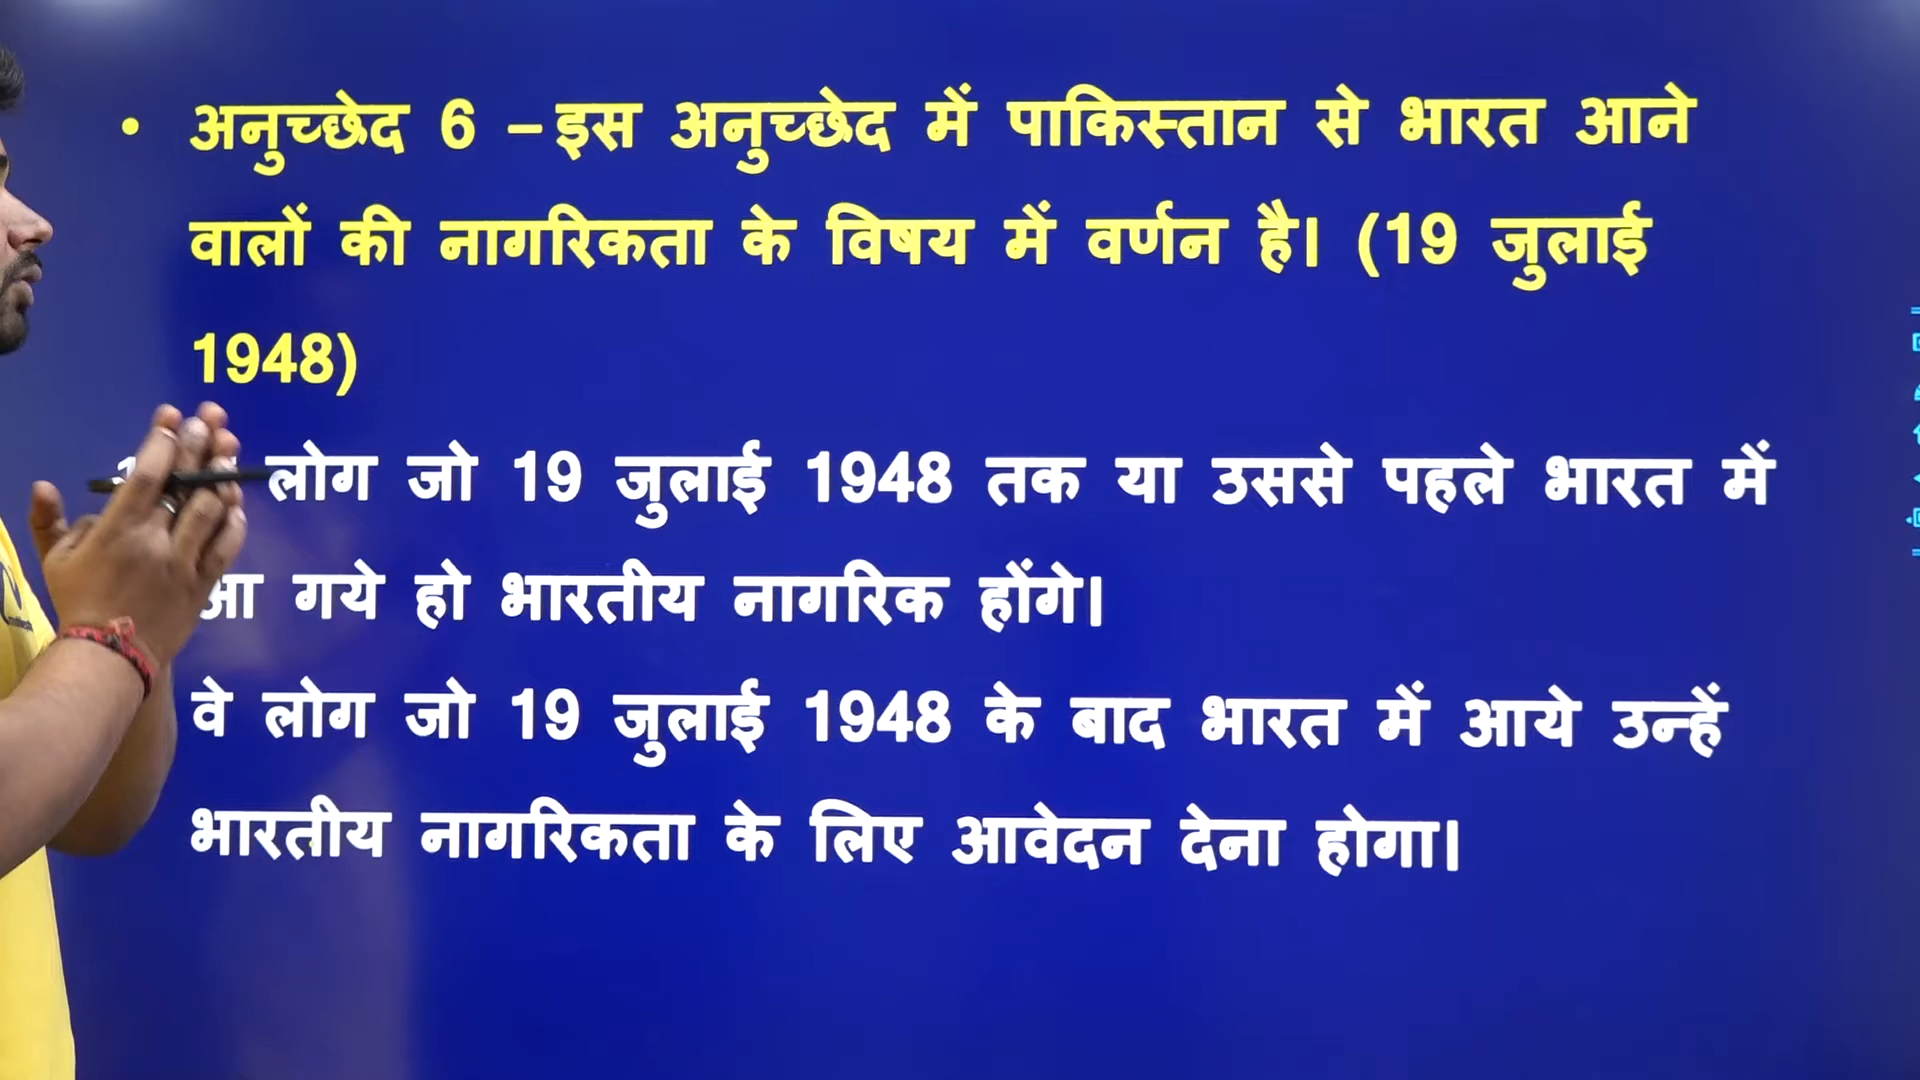 • अनुच्छेद 6 – इस अनुच्छेद में पाकिस्तान से भारत आने
वालों की नागरिकता के विषय में वर्णन है। (19 जुलाई
1948)
लोग जो 19 जुलाई 1948 तक या उससे पहले भारत में
आ गये हो भारतीय नागरिक होंगे।
वे लोग जो 19 जुलाई 1948 के बाद भारत में आये उन्हें
भारतीय नागरिकता के लिए आवेदन देना होगा।